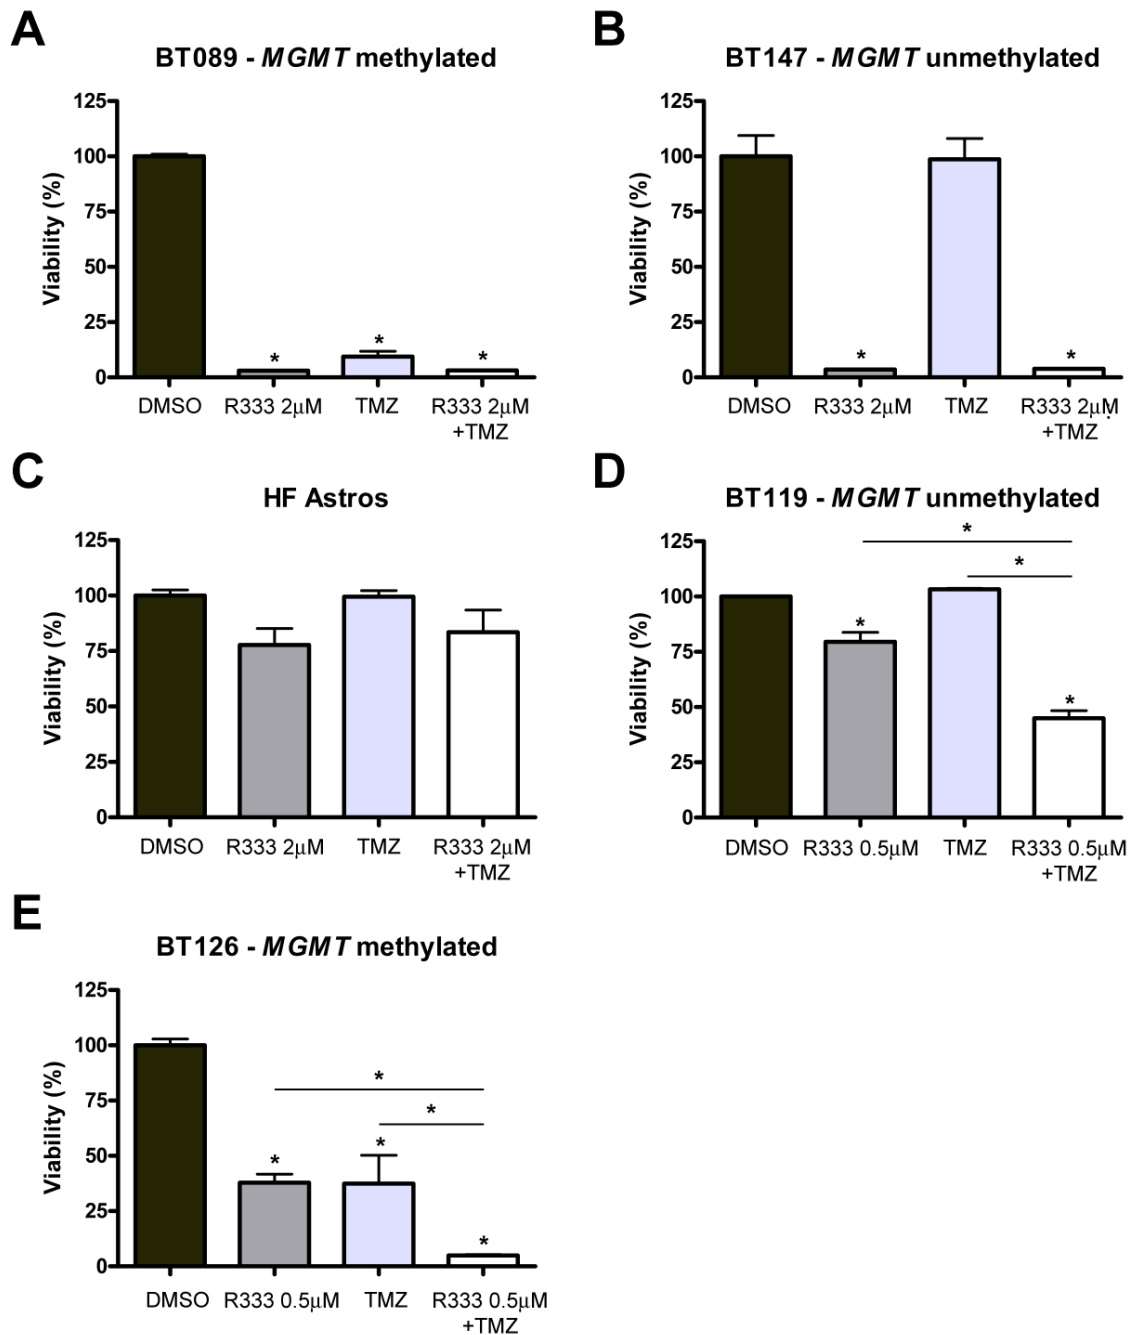 A
BT089 - MGMT methylated
Viability (%)
125
100
75
50
25
0
*
*
*
DMSO
R333 2μM
TMZ
R333 2μM
+TMZ
B
BT147 - MGMT unmethylated
Viability (%)
125
100
75
50
25
0
*
*
DMSO
R333 2μM
TMZ
R333 2μM
+TMZ
C
HF Astros
Viability (%)
125
100
75
50
25
0
DMSO
R333 2μM
TMZ
R333 2μM
+TMZ
D
BT119 - MGMT unmethylated
Viability (%)
125
100
75
50
25
0
*
*
*
*
DMSO
R333 0.5μM
TMZ
R333 0.5μM
+TMZ
E
BT126 - MGMT methylated
Viability (%)
125
100
75
50
25
0
*
*
*
*
*
DMSO
R333 0.5μM
TMZ
R333 0.5μM
+TMZ